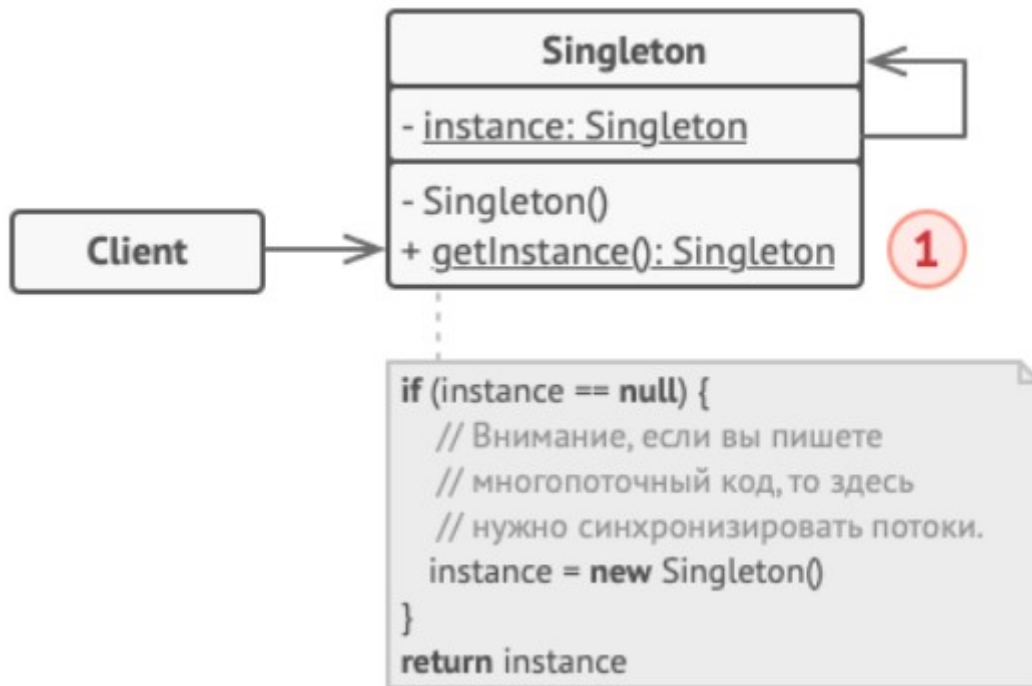 Singleton
- instance: Singleton
- Singleton()
Client
+ getInstance(): Singleton
1
if (instance == null) {
// Внимание, если вы пишете
// многопоточный код, то здесь
// нужно синхронизировать потоки.
instance = new Singleton()
}
return instance